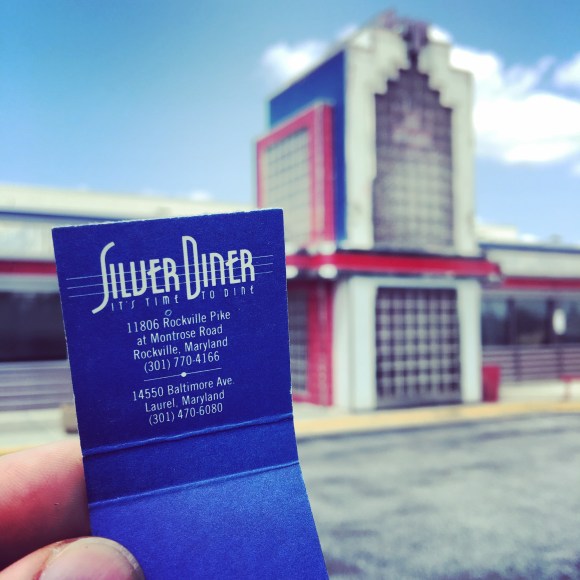 SILVER DINER
IT'S TIME TO DINE
11806 Rockville Pike
at Montrose Road
Rockville, Maryland
(301) 770-4166
14550 Baltimore Ave.
Laurel, Maryland
(301) 470-6080